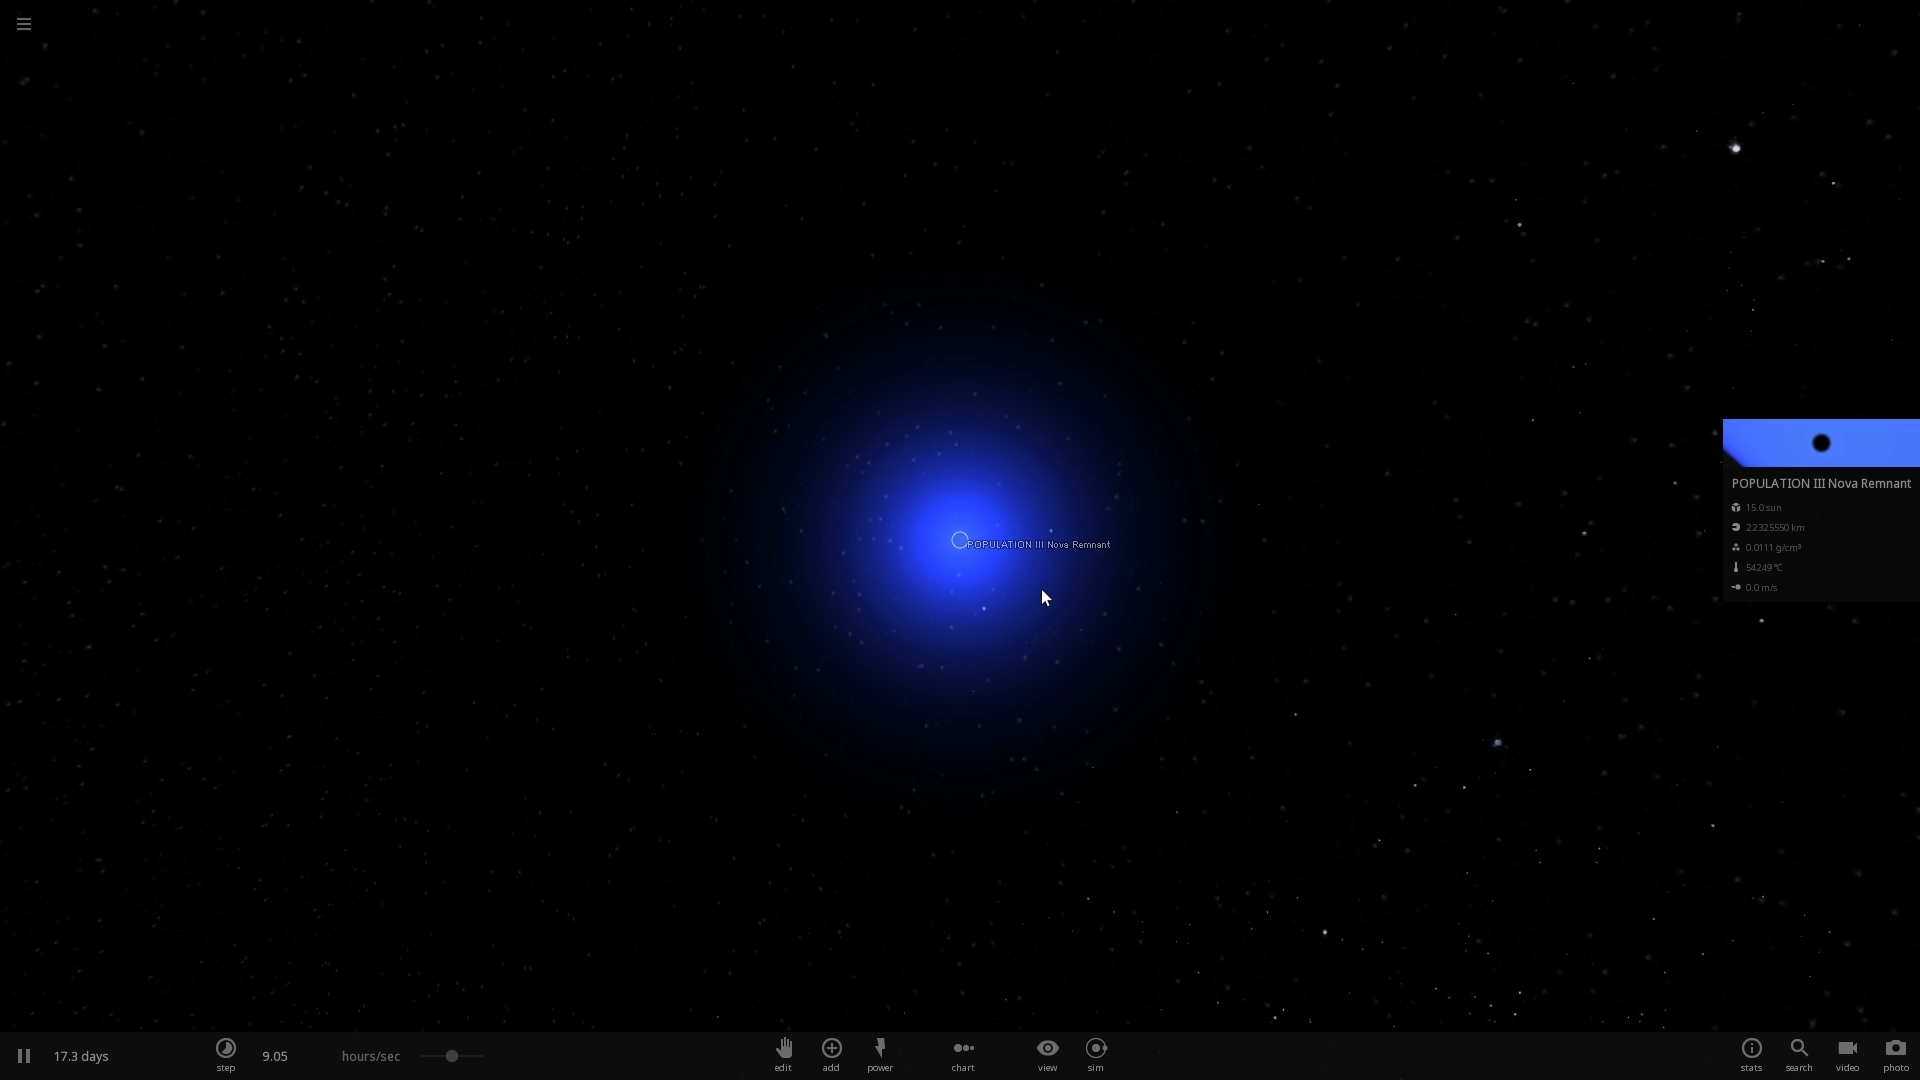 POPULATION III Nova Remnant
POPULATION III Nova Remnant
15.0 sun
22325550 km
0.0111 g/cm³
54249 °C
0.0 m/s
17.3 days
step
9.05
hours/sec
edit
add
power
chart
view
sim
stats
search
video
photo